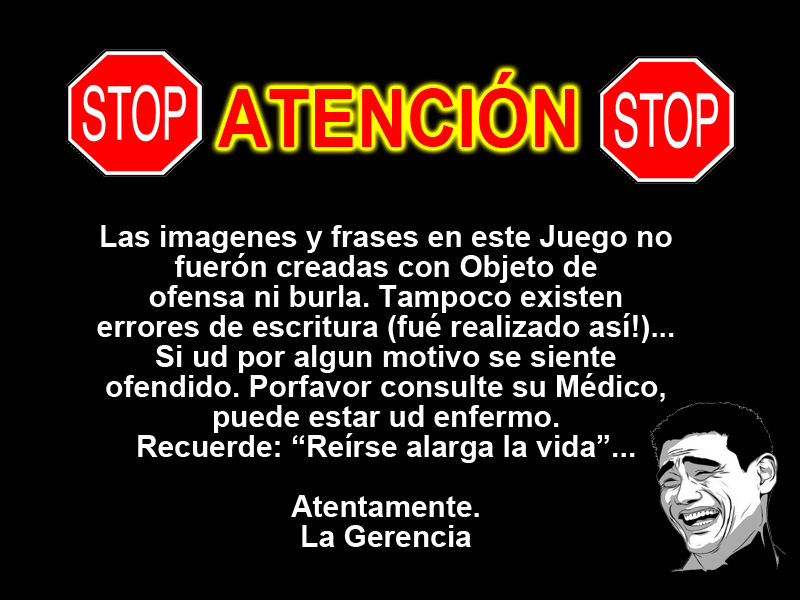 STOP ATENCIÓN STOP
Las imagenes y frases en este Juego no
fuerón creadas con Objeto de
ofensa ni burla. Tampoco existen
errores de escritura (fué realizado así!)...
Si ud por algun motivo se siente
ofendido. Porfavor consulte su Médico,
puede estar ud enfermo.
Recuerde: “Reírse alarga la vida”...
Atentamente.
La Gerencia